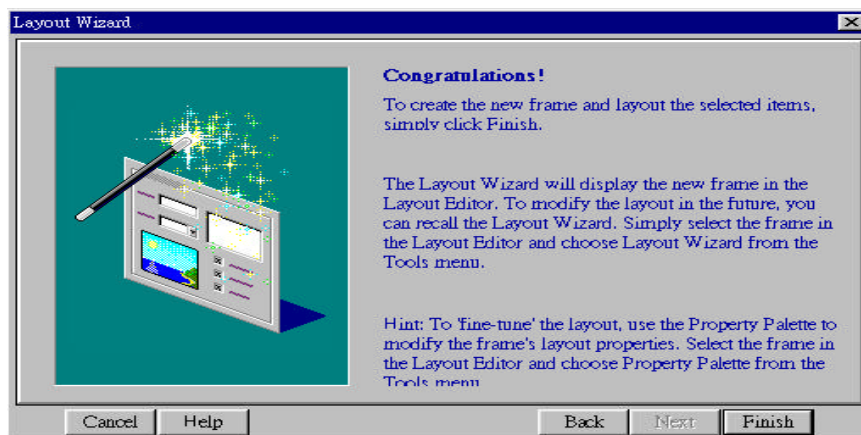 Layout Wizard
Congratulations!
To create the new frame and layout the selected items,
simply click Finish.
The Layout Wizard will display the new frame in the
Layout Editor. To modify the layout in the future, you
can recall the Layout Wizard. Simply select the frame in
the Layout Editor and choose Layout Wizard from the
Tools menu.
Hint: To 'fine-tune' the layout, use the Property Palette to
modify the frame's layout properties. Select the frame in
the Layout Editor and choose Property Palette from the
Tools menu
Cancel Help Back Next Finish